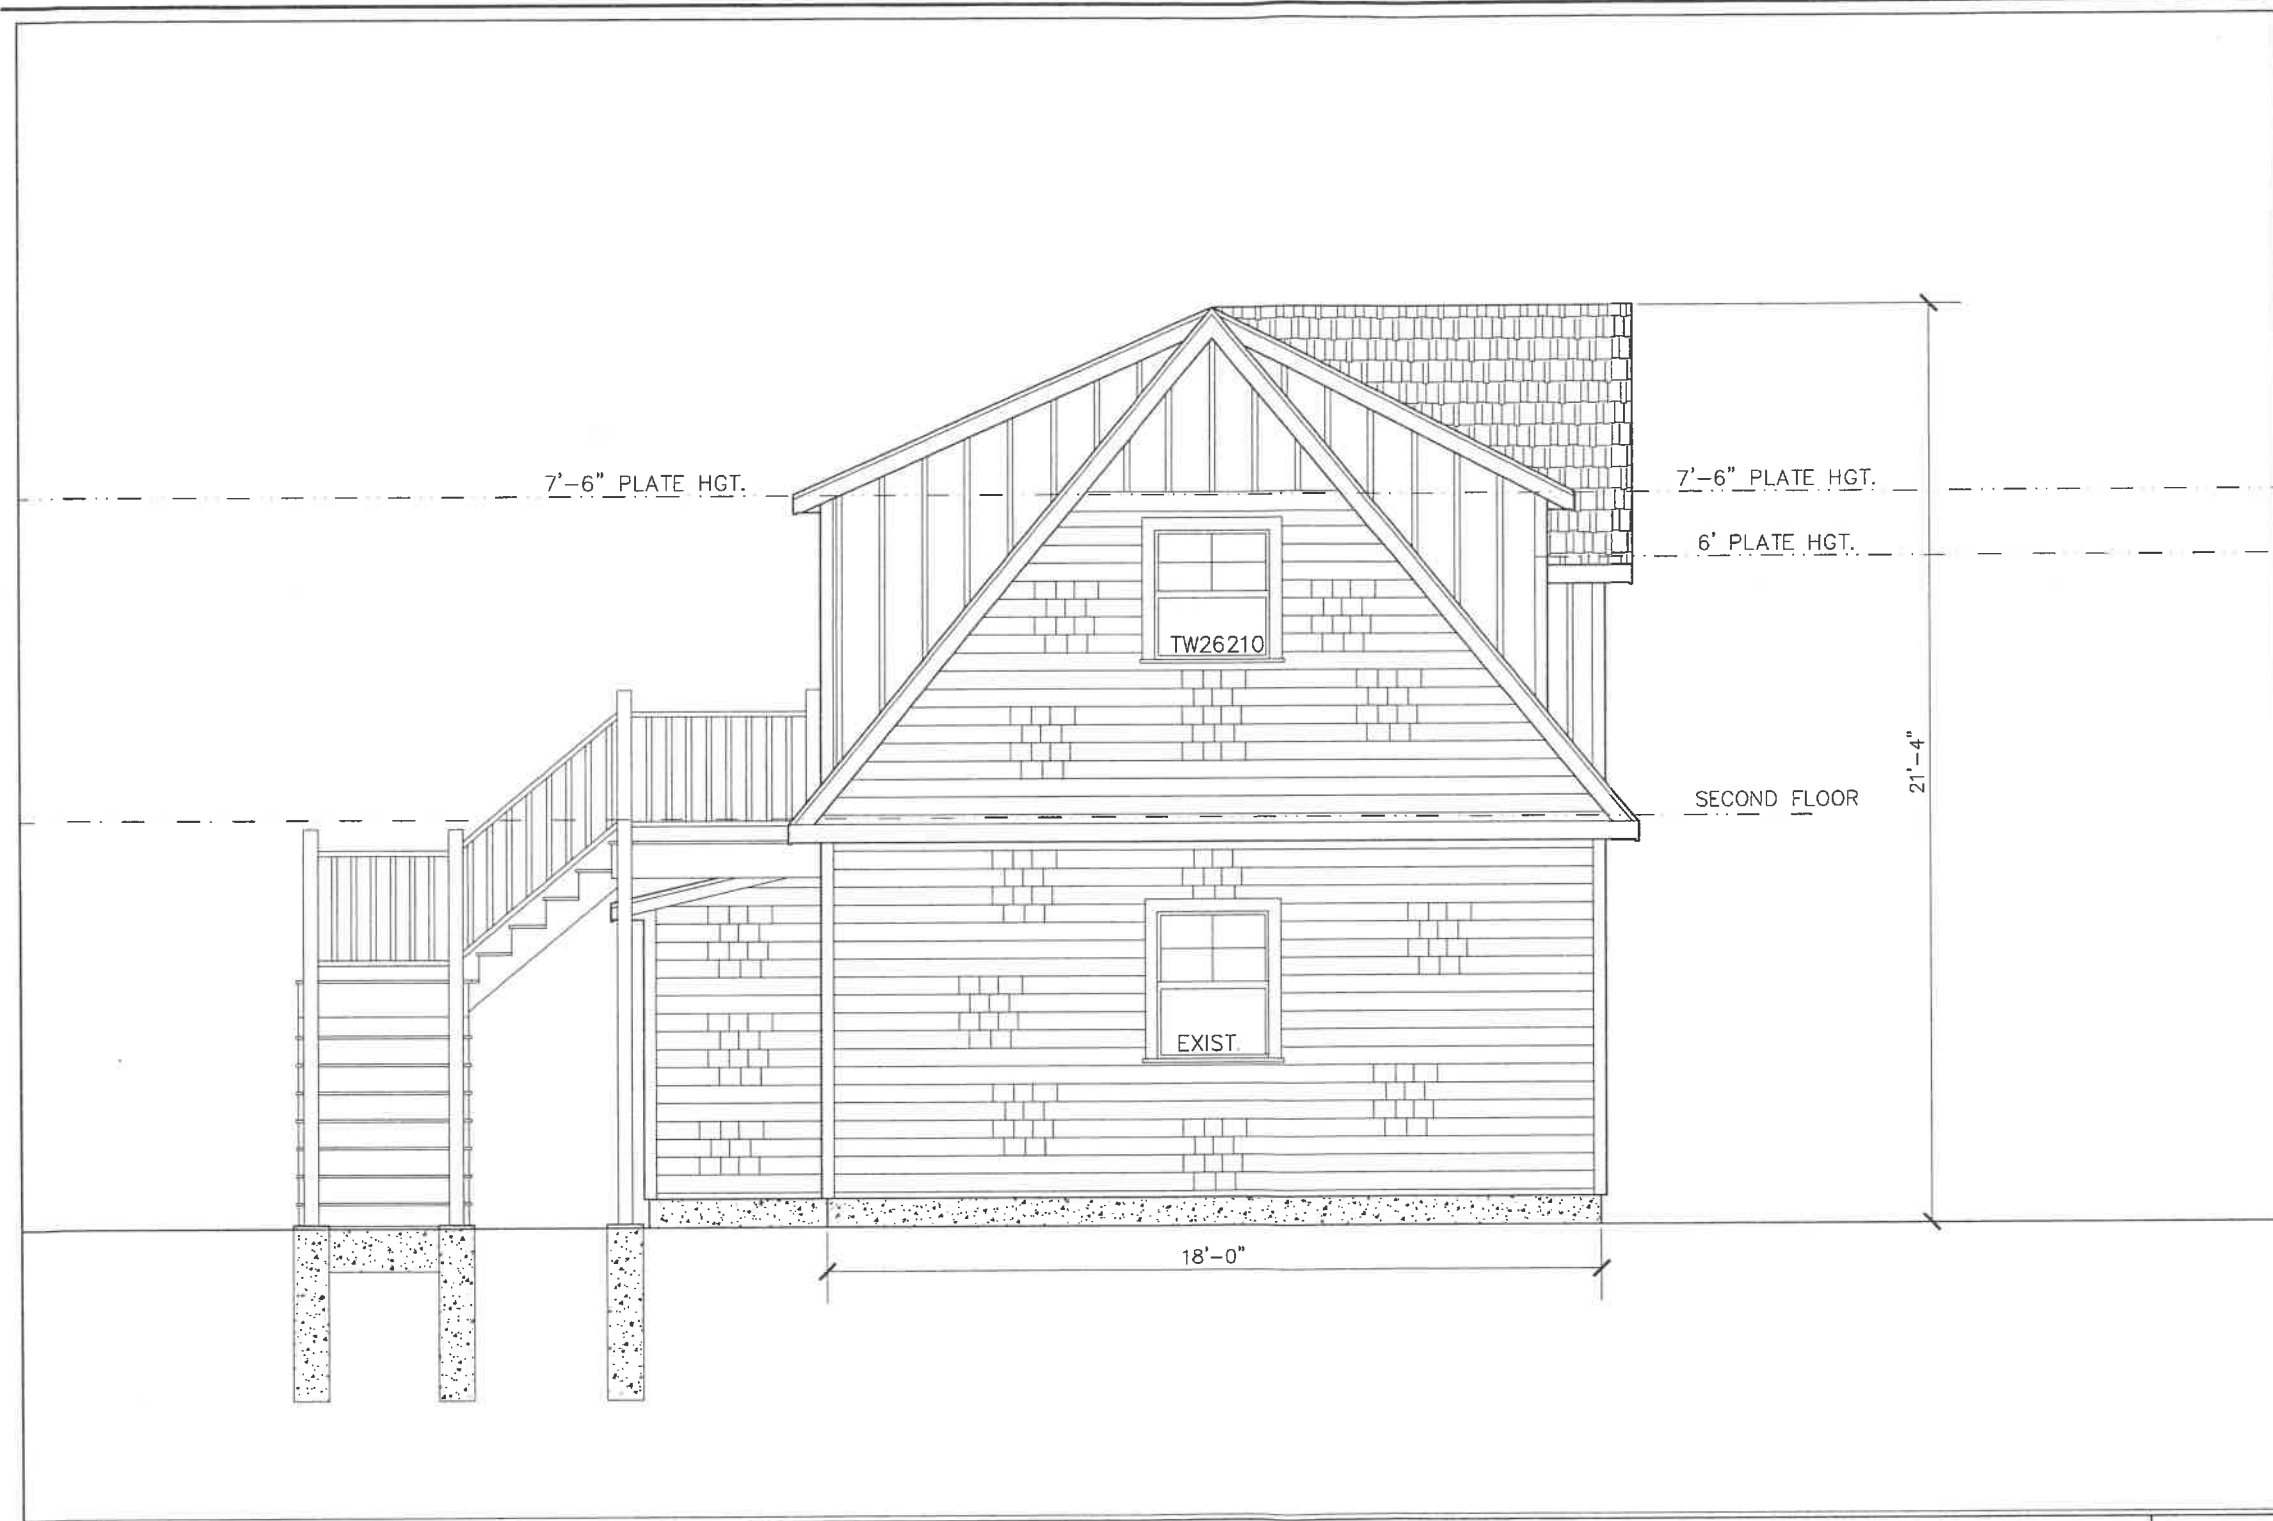 7'-6" PLATE HGT.
7'-6" PLATE HGT.
6' PLATE HGT.
TW26210
21'-4"
SECOND FLOOR
EXIST.
18'-0"